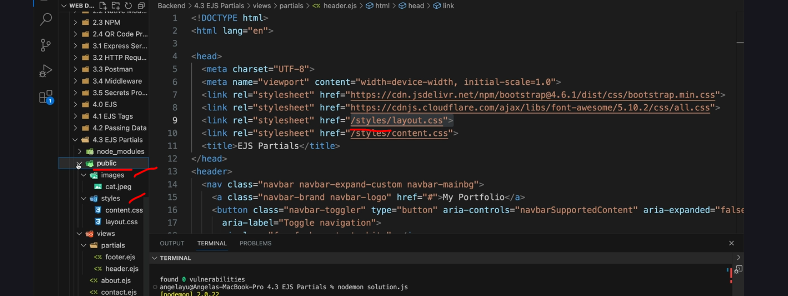 WEB D...
2.3 NPM
2.4 QR Code Pr...
3.1 Express Server...
3.2 HTTP Requ...
3.3 Postman
3.4 Middleware
3.5 Secrets Pro...
4.0 EJS
4.1 EJS Tags
4.2 Passing Data
4.3 EJS Partials
node_modules
public
images
cat.jpeg
styles
content.css
layout.css
views
partials
footer.ejs
header.ejs
about.ejs
contact.ejs
1
Backend > 4.3 EJS Partials > views > partials > <> header.ejs > html > head > link
1 <!DOCTYPE html>
2 <html lang="en">
3
4 <head>
5 <meta charset="UTF-8">
6 <meta name="viewport" content="width=device-width, initial-scale=1.0">
7 <link rel="stylesheet" href="https://cdn.jsdelivr.net/npm/bootstrap@4.6.1/dist/css/bootstrap.min.css">
8 <link rel="stylesheet" href="https://cdnjs.cloudflare.com/ajax/libs/font-awesome/5.10.2/css/all.css">
9 <link rel="stylesheet" href="/styles/layout.css">
10 <link rel="stylesheet" href="/styles/content.css">
11 <title>EJS Partials</title>
12 </head>
13 <header>
14 <nav class="navbar navbar-expand-custom navbar-mainbg">
15 <a class="navbar-brand navbar-logo" href="#">My Portfolio</a>
16 <button class="navbar-toggler" type="button" aria-controls="navbarSupportedContent" aria-expanded="false
17 aria-label="Toggle navigation">
OUTPUT TERMINAL PROBLEMS
TERMINAL
found 0 vulnerabilities
angelayu@Angelas-MacBook-Pro 4.3 EJS Partials % nodemon solution.js
[nodemon] 2.0.22